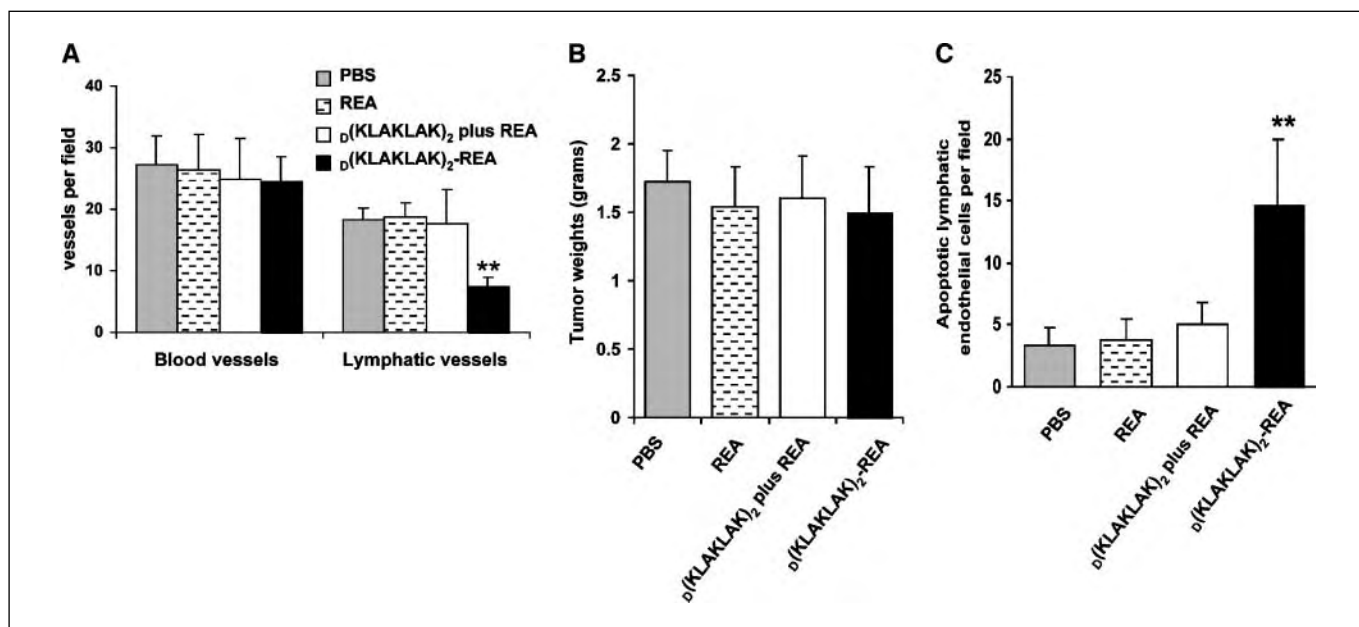 A
vessels per field
40
30
20
10
0
PBS
REA
D(KLAKLAK)2 plus REA
D(KLAKLAK)2-REA
**
Blood vessels
Lymphatic vessels
B
Tumor weights (grams)
2.5
2
1.5
1
0.5
0
PBS
REA
D(KLAKLAK)2 plus REA
D(KLAKLAK)2-REA
C
Apoptotic lymphatic
endothelial cells per field
25
20
15
10
5
0
**
PBS
REA
D(KLAKLAK)2 plus REA
D(KLAKLAK)2-REA